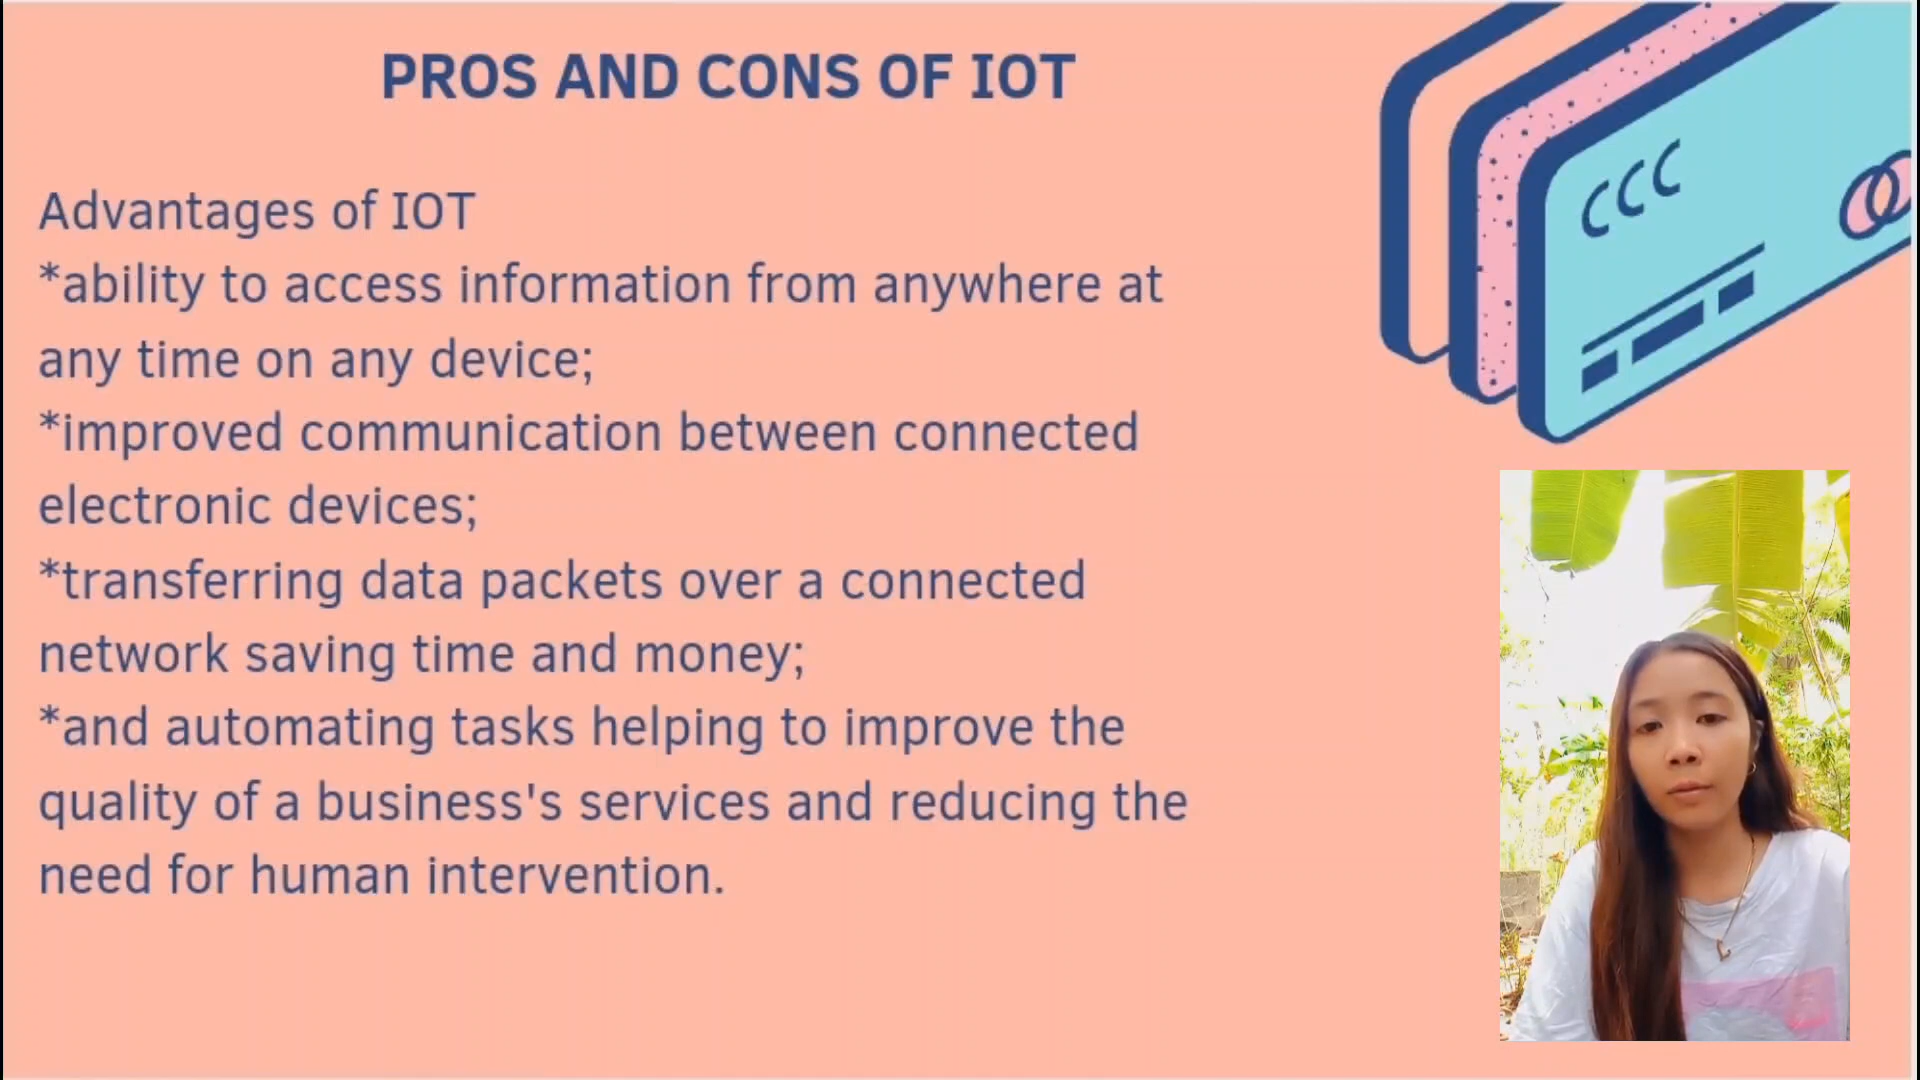 PROS AND CONS OF IOT
Advantages of IOT
*ability to access information from anywhere at
any time on any device;
*improved communication between connected
electronic devices;
*transferring data packets over a connected
network saving time and money;
*and automating tasks helping to improve the
quality of a business's services and reducing the
need for human intervention.